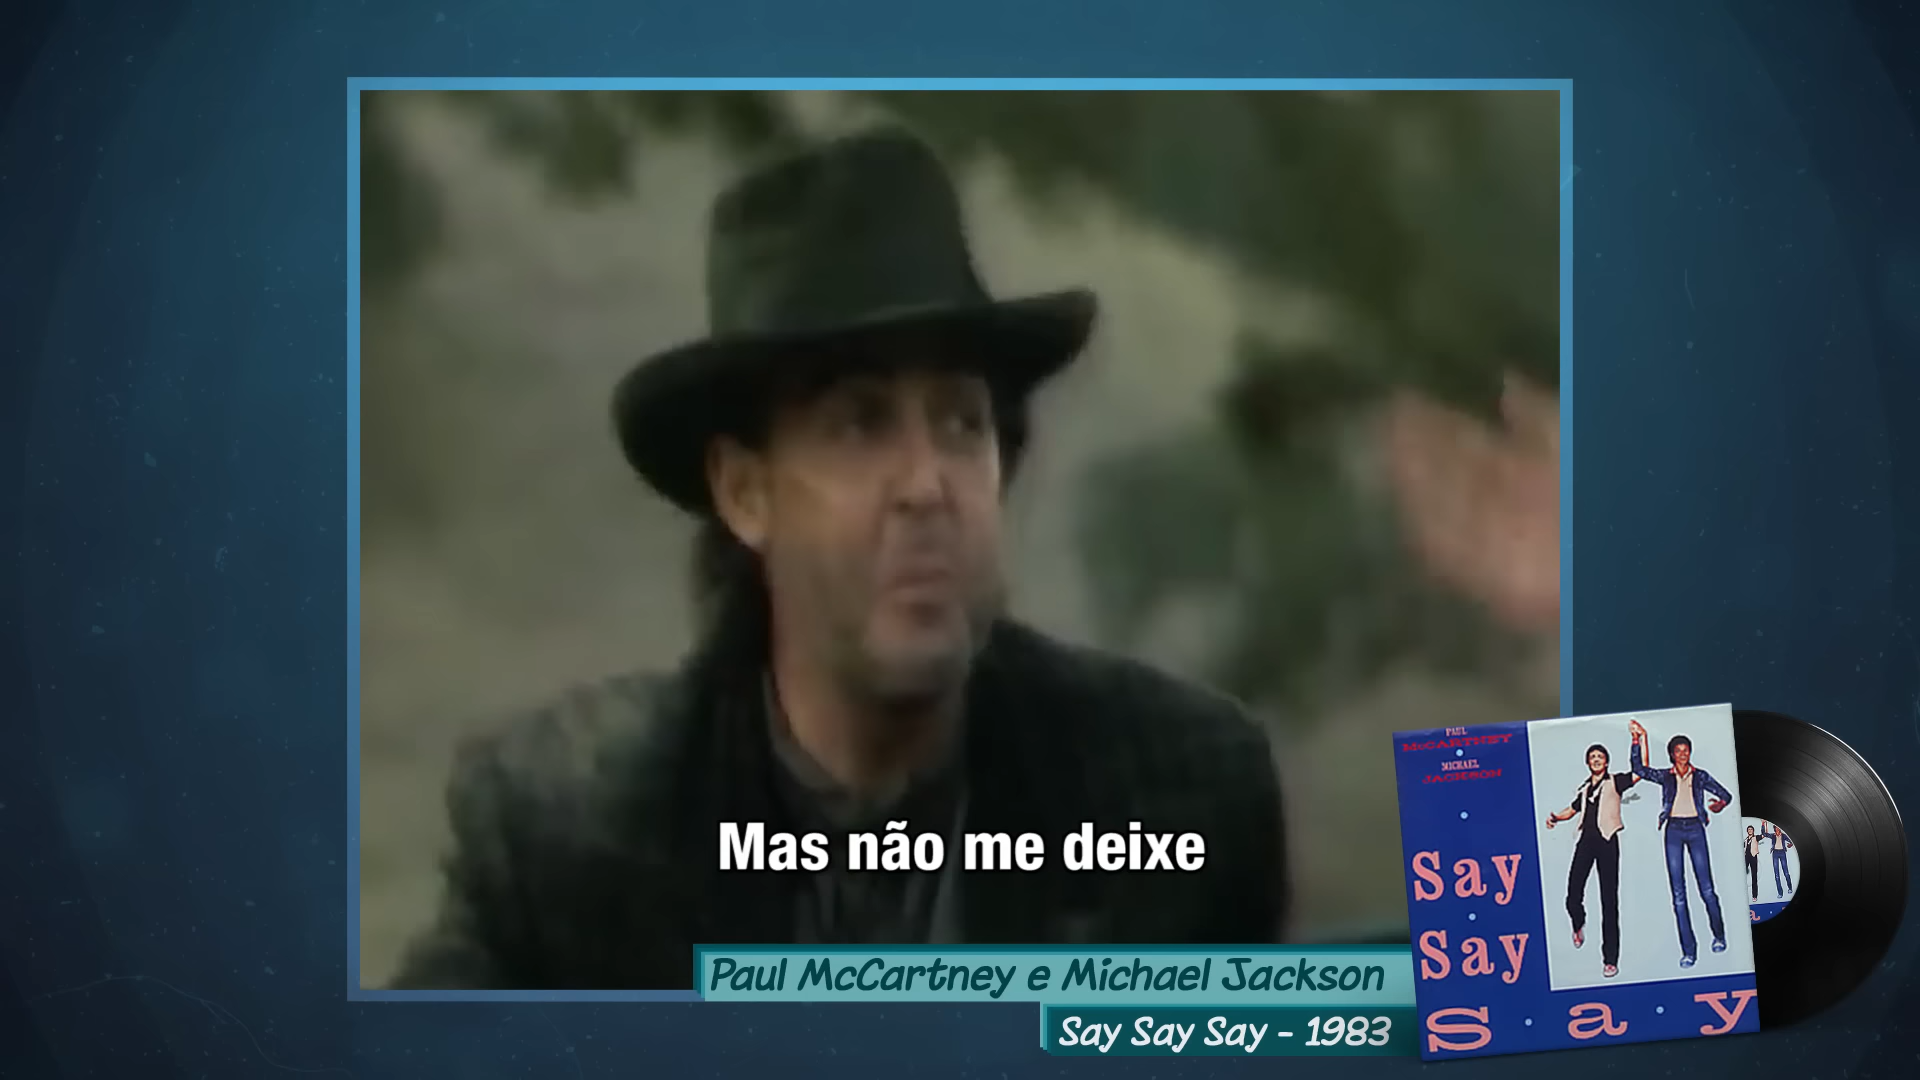 Mas não me deixe
Paul McCartney e Michael Jackson
Say Say Say - 1983
PAUL
McCARTNEY
MICHAEL
JACKSON
Say
Say
Say